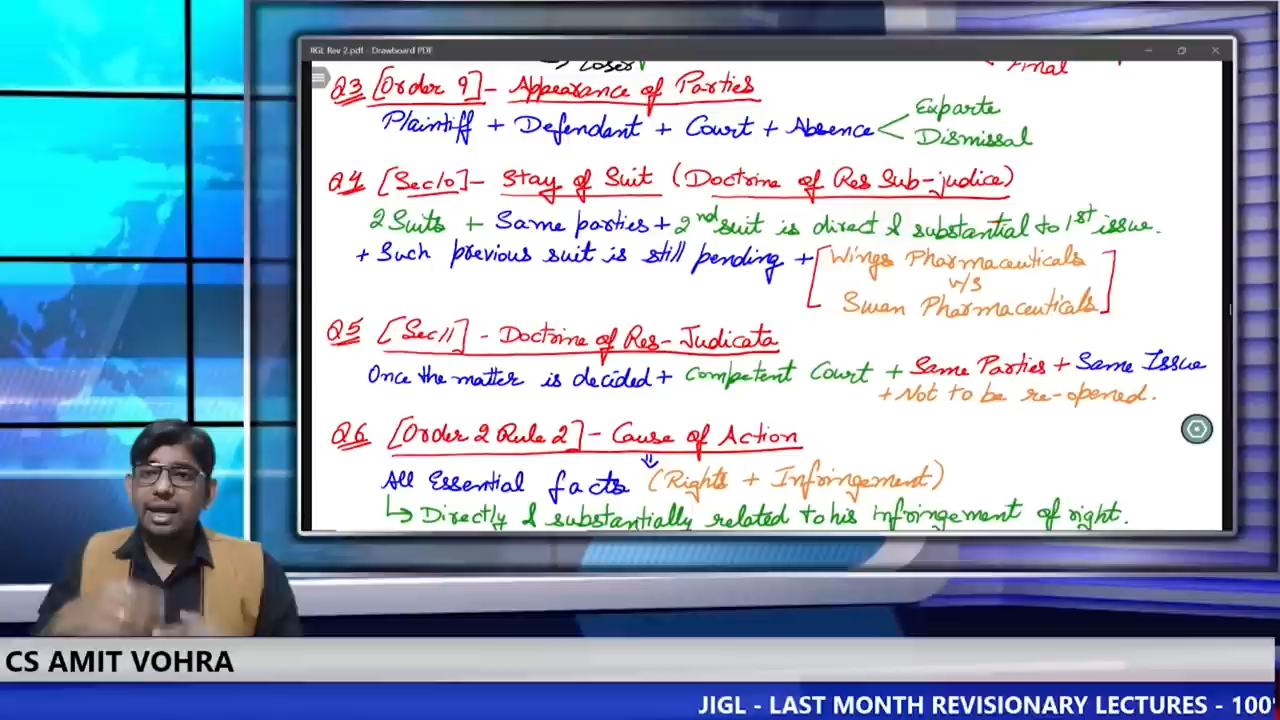 JIGL Rev 2.pdf - Drawboard PDF
Loser
Final
Q3 [Order 9] - Appearance of Parties
Plaintiff + Defendant + Court + Absence < Exparte
Dismissal
Q4 [Sec 10] - Stay of Suit (Doctrine of Res Sub-judice)
2 Suits + Same parties + 2nd suit is direct & substantial to 1st issue.
+ Such previous suit is still pending + [Wings Pharmaceuticals
v/s
Swan Pharmaceuticals]
Q5 [Sec 11] - Doctrine of Res-Judicata
Once the matter is decided + Competent Court + Same Parties + Same Issue
+ Not to be re-opened.
Q6 [Order 2 Rule 2] - Cause of Action
All Essential facts (Rights + Infringement)
↳ Directly & substantially related to his infringement of right.
CS AMIT VOHRA
JIGL - LAST MONTH REVISIONARY LECTURES - 100